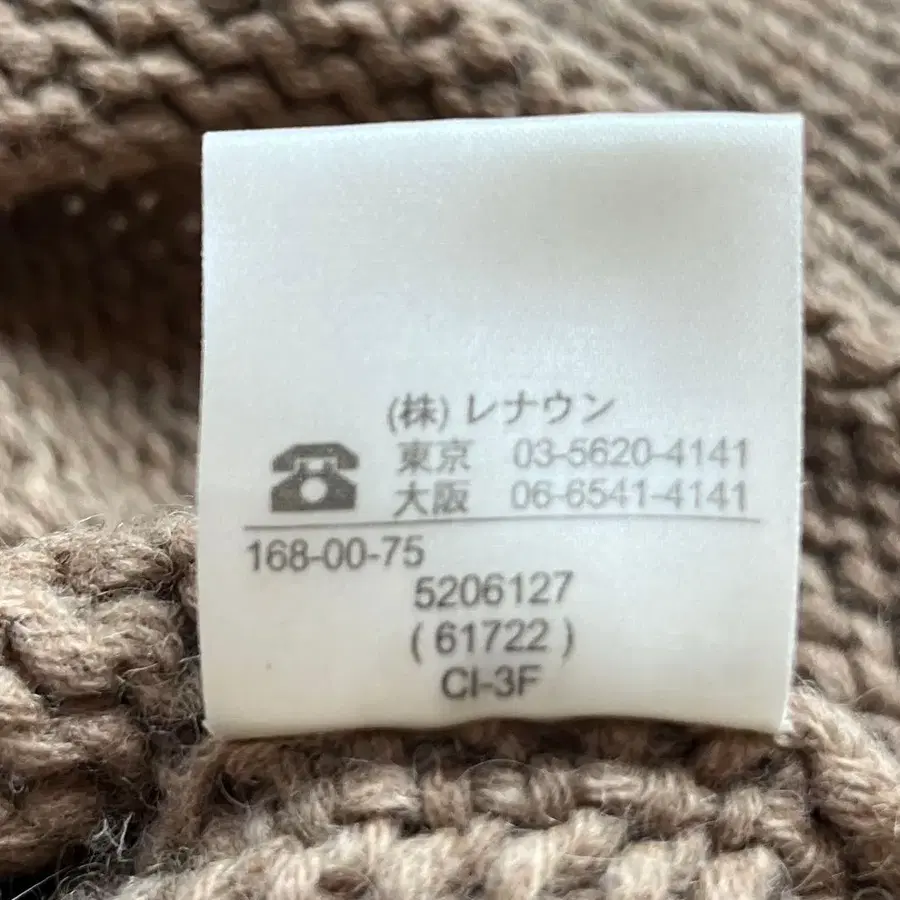 (株) レナウン
東京 03-5620-4141
大阪 06-6541-4141
168-00-75
5206127
( 61722 )
CI-3F